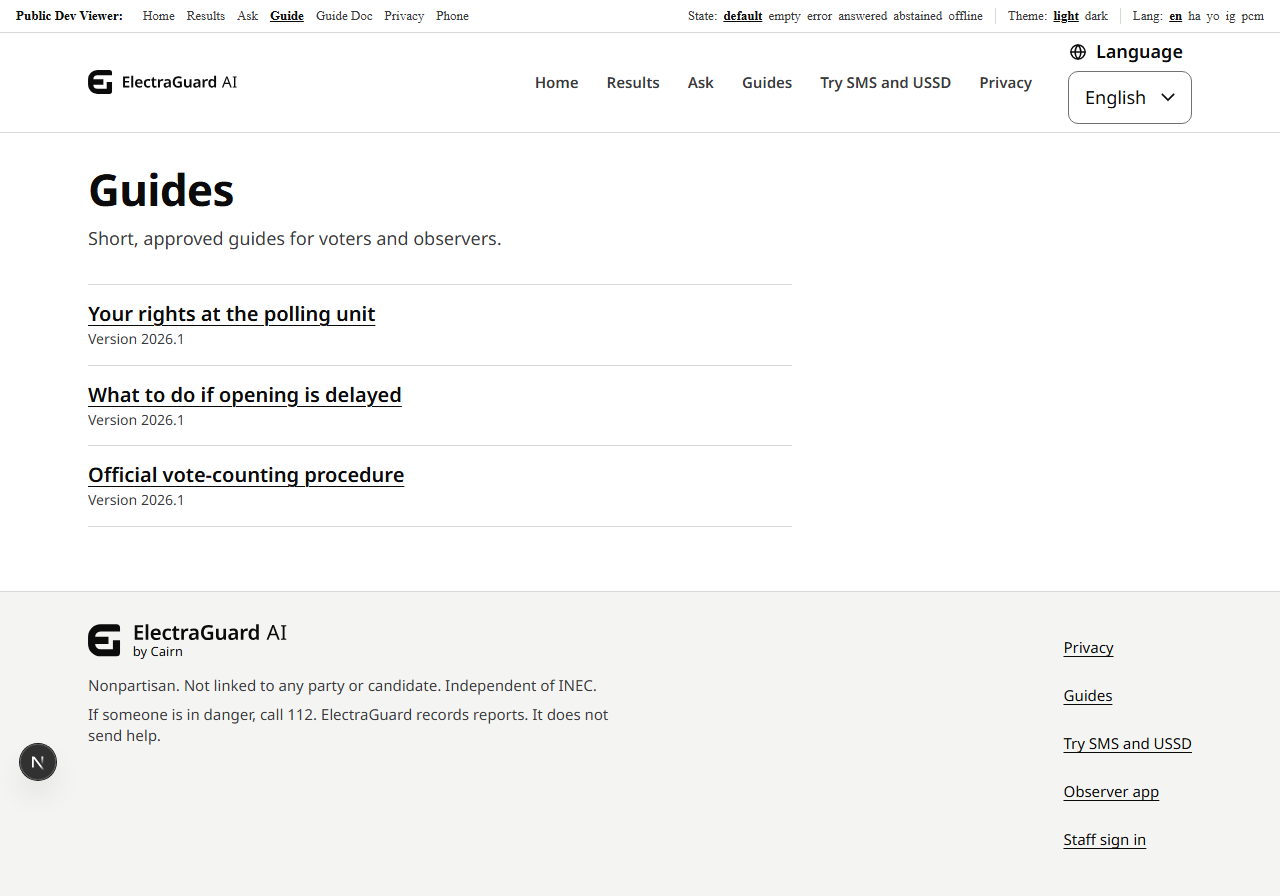 Public Dev Viewer: Home Results Ask Guide Guide Doc Privacy Phone State: default empty error answered abstained offline Theme: light dark Lang: en ha yo ig pcm
Language
ElectraGuard AI Home Results Ask Guides Try SMS and USSD Privacy
English
Guides
Short, approved guides for voters and observers.
Your rights at the polling unit
Version 2026.1
What to do if opening is delayed
Version 2026.1
Official vote-counting procedure
Version 2026.1
ElectraGuard AI
by Cairn
Nonpartisan. Not linked to any party or candidate. Independent of INEC.
If someone is in danger, call 112. ElectraGuard records reports. It does not
send help.
Privacy
Guides
Try SMS and USSD
Observer app
Staff sign in
N